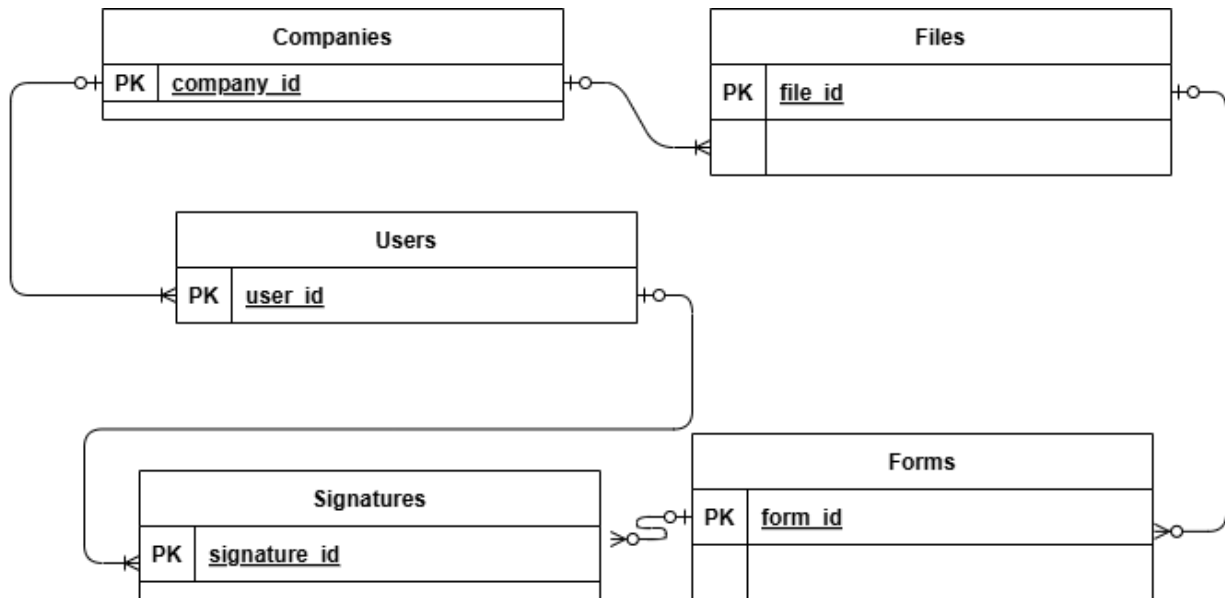 Companies
PK company_id
Files
PK file_id
Users
PK user_id
Signatures
PK signature_id
Forms
PK form_id